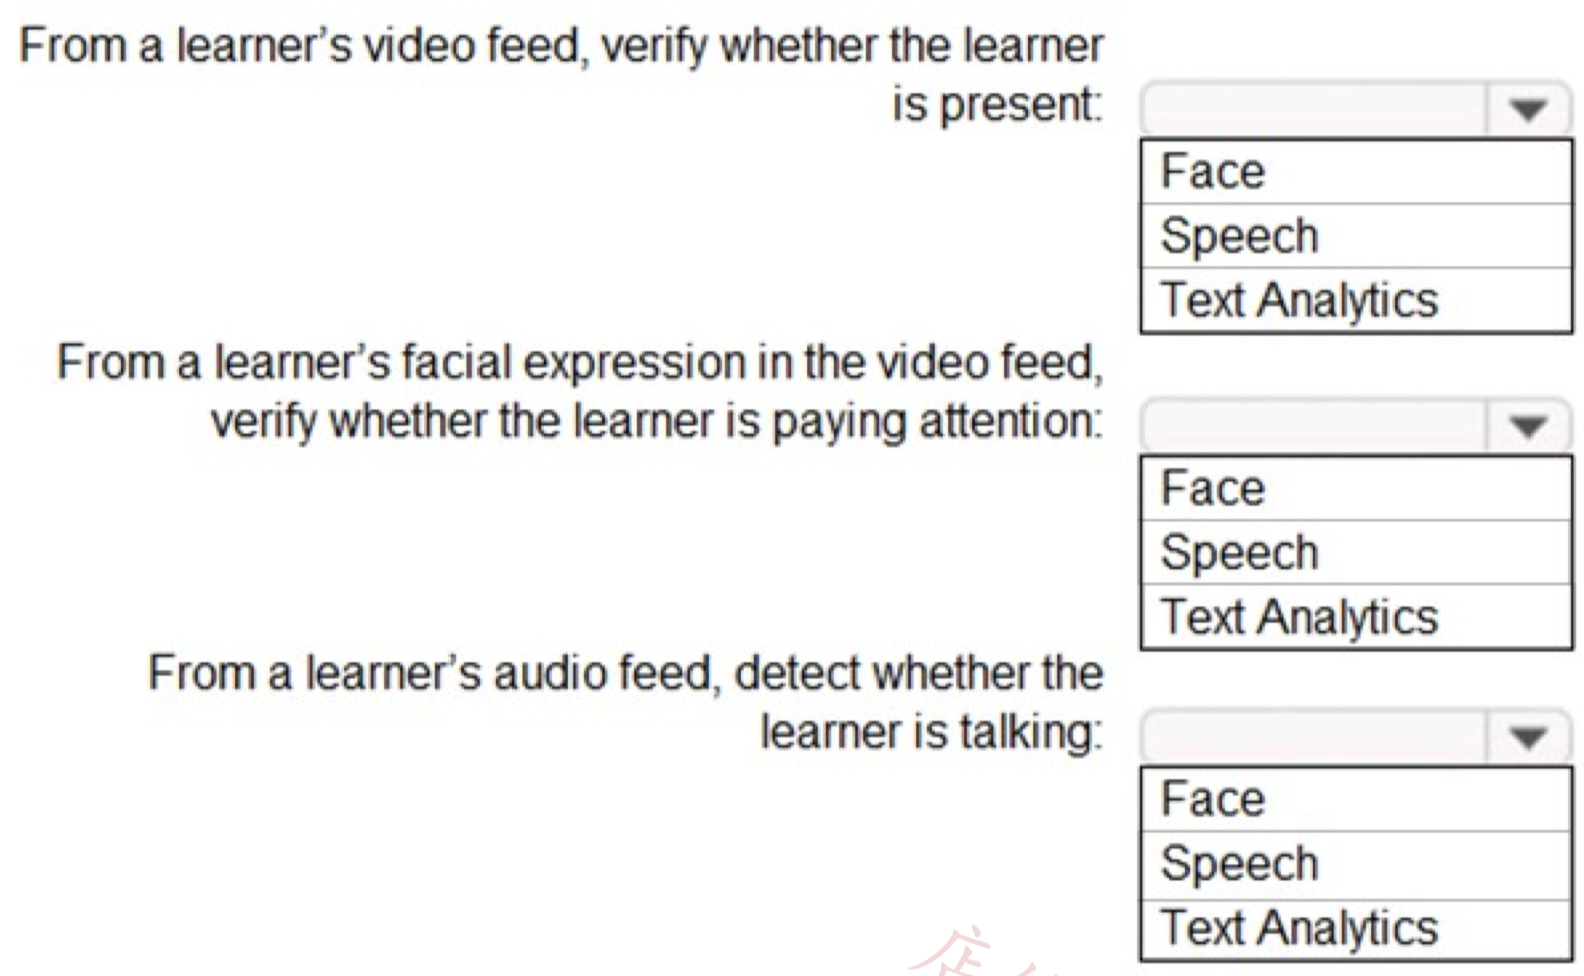 From a learner's video feed, verify whether the learner
is present:
Face
Speech
Text Analytics
From a learner's facial expression in the video feed,
verify whether the learner is paying attention:
Face
Speech
Text Analytics
From a learner's audio feed, detect whether the
learner is talking:
Face
Speech
Text Analytics
店